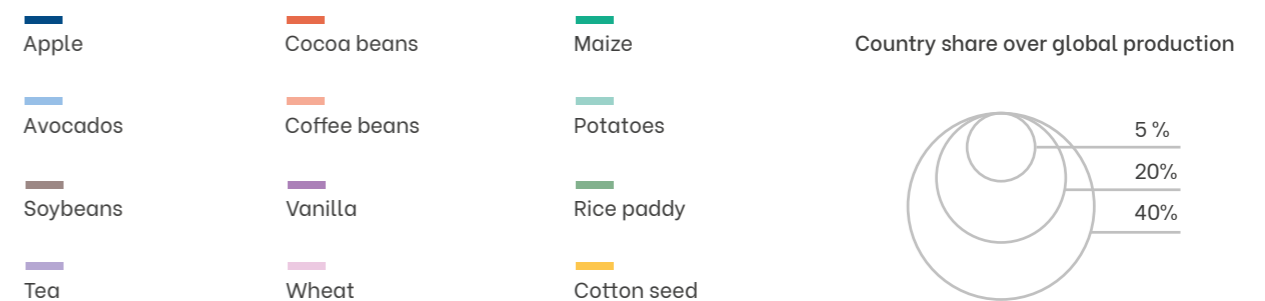 Apple
Cocoa beans
Maize
Country share over global production
Avocados
Coffee beans
Potatoes
5 %
20%
Soybeans
Vanilla
Rice paddy
40%
Tea
Wheat
Cotton seed